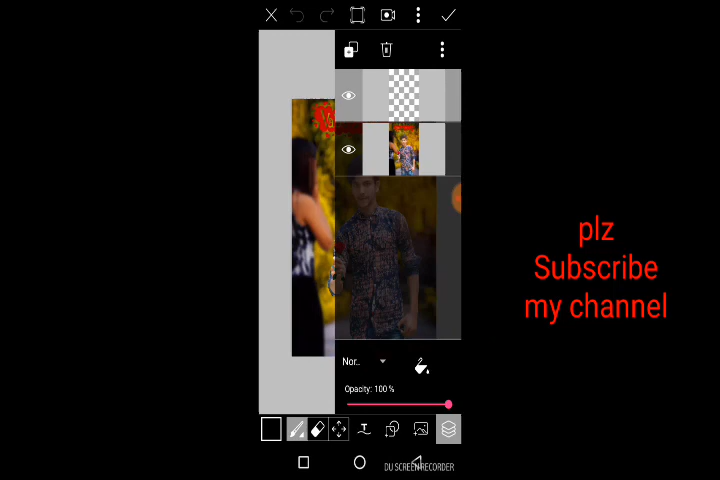 Nor..
Opacity: 100 %
plz
Subscribe
my channel
DU SCREEN RECORDER